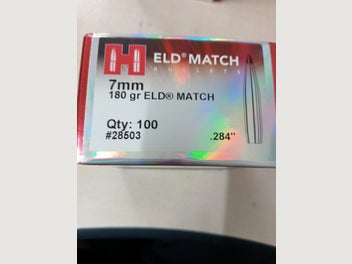 H
ELD® MATCH
BULLETS
7mm
180 gr ELD® MATCH
Qty: 100
#28503 .284"